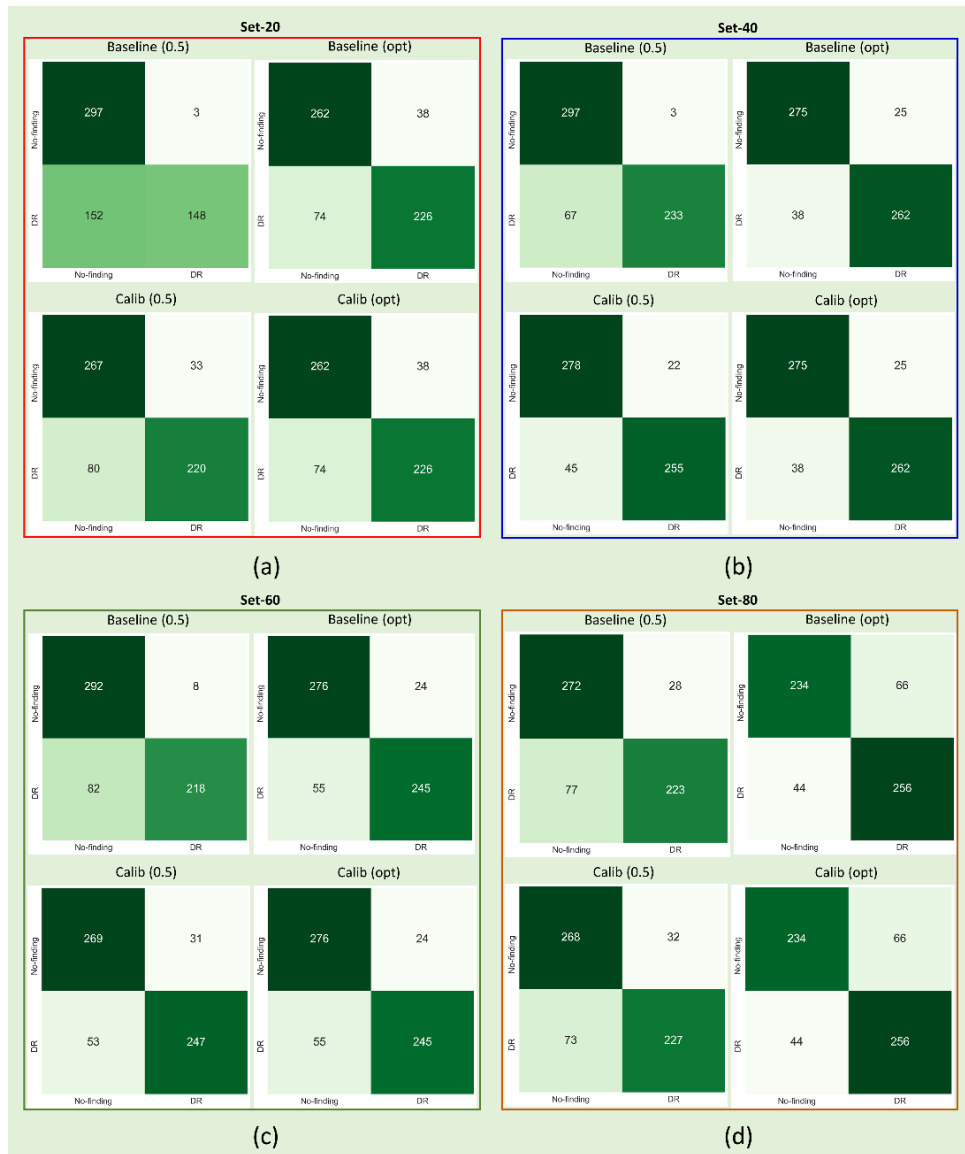 Set-20
Baseline (0.5)
Baseline (opt)
No-finding
297
3
DR
152
148
No-finding
DR
No-finding
262
38
DR
74
226
No-finding
DR
Calib (0.5)
Calib (opt)
No-finding
267
33
DR
80
220
No-finding
DR
No-finding
262
38
DR
74
226
No-finding
DR
(a)
Set-40
Baseline (0.5)
Baseline (opt)
No-finding
297
3
DR
67
233
No-finding
DR
No-finding
275
25
DR
38
262
No-finding
DR
Calib (0.5)
Calib (opt)
No-finding
278
22
DR
45
255
No-finding
DR
No-finding
275
25
DR
38
262
No-finding
DR
(b)
Set-60
Baseline (0.5)
Baseline (opt)
No-finding
292
8
DR
82
218
No-finding
DR
No-finding
276
24
DR
55
245
No-finding
DR
Calib (0.5)
Calib (opt)
No-finding
269
31
DR
53
247
No-finding
DR
No-finding
276
24
DR
55
245
No-finding
DR
(c)
Set-80
Baseline (0.5)
Baseline (opt)
No-finding
272
28
DR
77
223
No-finding
DR
No-finding
234
66
DR
44
256
No-finding
DR
Calib (0.5)
Calib (opt)
No-finding
268
32
DR
73
227
No-finding
DR
No-finding
234
66
DR
44
256
No-finding
DR
(d)